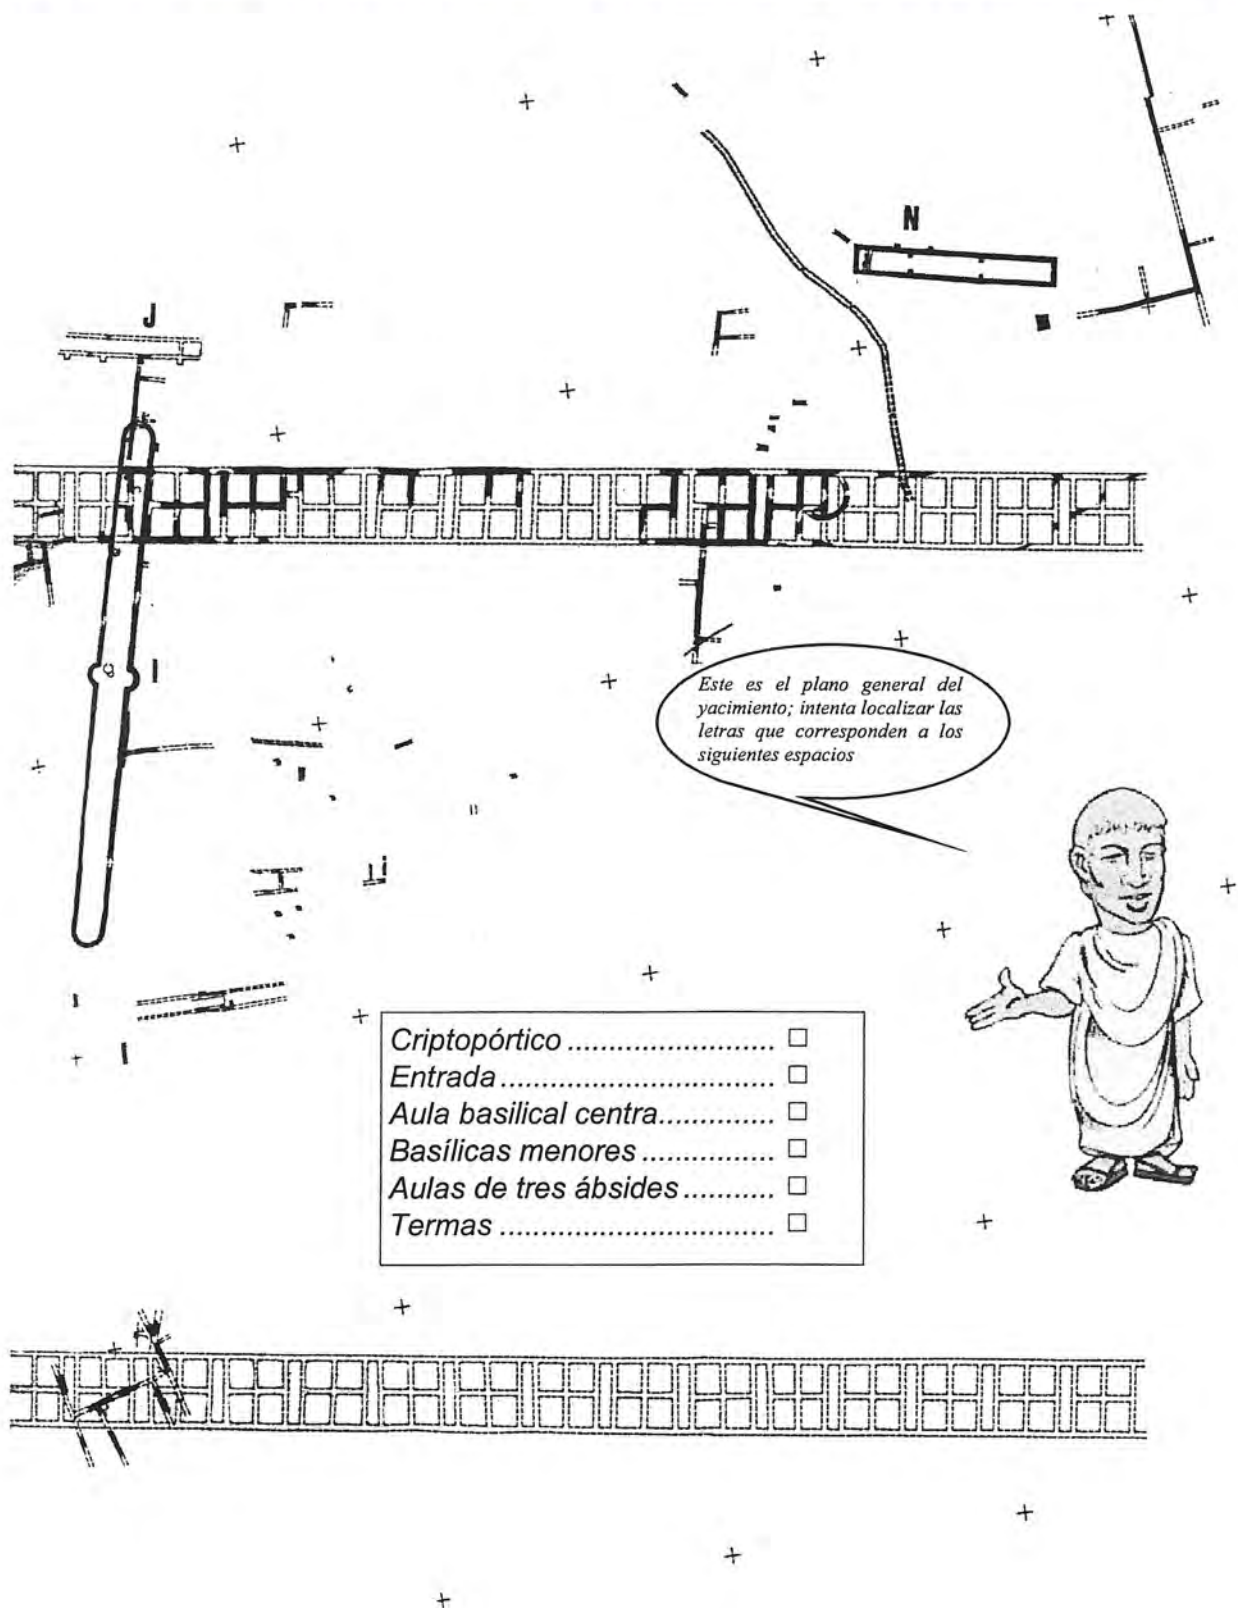 N
J
I
Este es el plano general del
yacimiento; intenta localizar las
letras que corresponden a los
siguientes espacios
Criptopórtico ........................ □
Entrada ................................ □
Aula basilical centra.............. □
Basílicas menores ................ □
Aulas de tres ábsides ........... □
Termas ................................ □